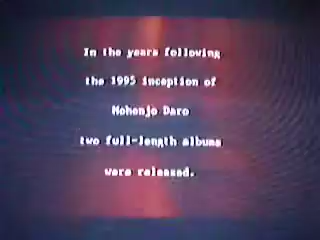 In the years following
the 1995 inception of
Mohenjo Daro
two full-length albums
were released.